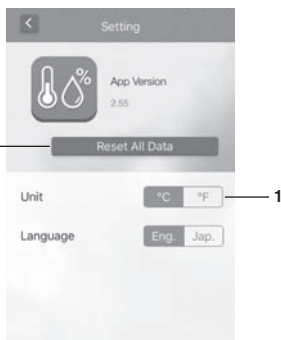 Setting
%
App Version
2.55
Reset All Data
Unit °C °F 1
Language Eng. Jap.